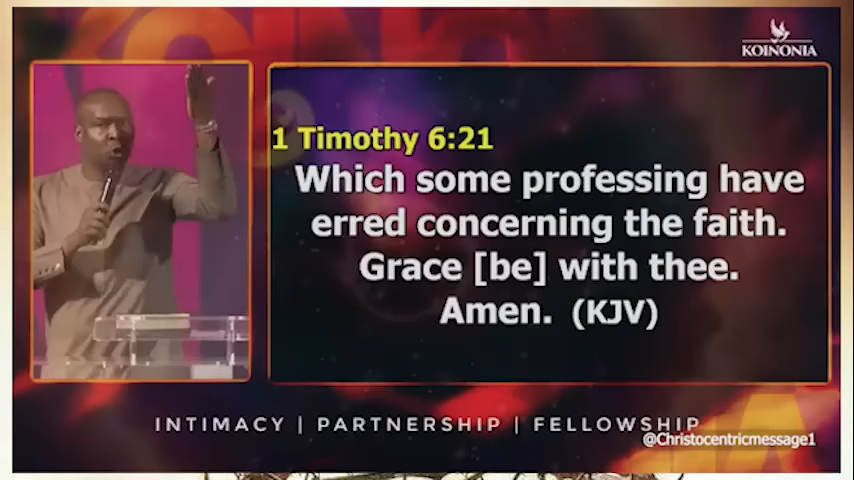 KOINONIA
1 Timothy 6:21
Which some professing have
erred concerning the faith.
Grace [be] with thee.
Amen. (KJV)
INTIMACY | PARTNERSHIP | FELLOWSHIP
@Christocentricmessage1